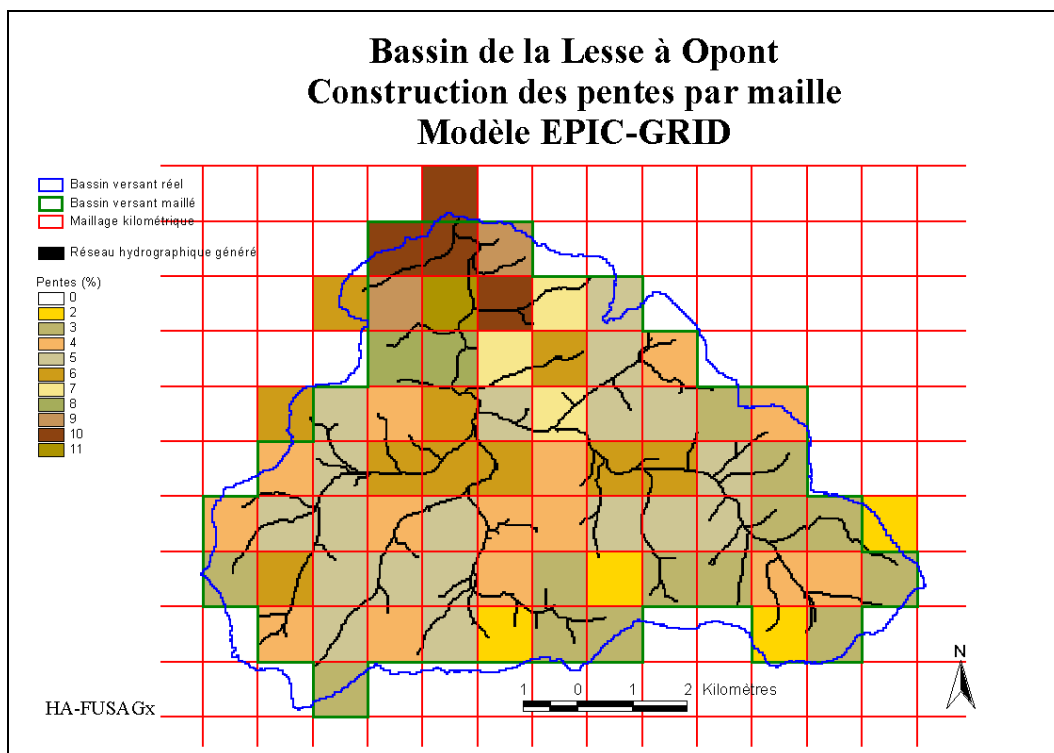 Bassin de la Lesse à Opont
Construction des pentes par maille
Modèle EPIC-GRID
Bassin versant réel
Bassin versant maillé
Maillage kilométrique
Réseau hydrographique généré
Pentes (%)
0
2
3
4
5
6
7
8
9
10
11
N
1 0 1 2 Kilomètres
HA-FUSAGx